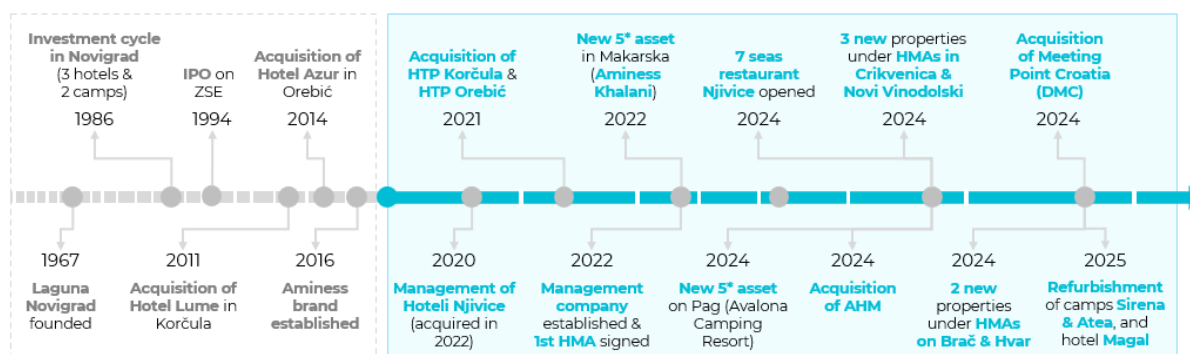 Investment cycle
in Novigrad
(3 hotels &
2 camps)
1986
IPO on
ZSE
1994
Acquisition of
Hotel Azur in
Orebić
2014
Acquisition of
HTP Korčula &
HTP Orebić
2021
New 5* asset
in Makarska
(Aminess
Khalani)
2022
7 seas
restaurant
Njivice opened
2024
3 new properties
under HMAs in
Crikvenica &
Novi Vinodolski
2024
Acquisition
of Meeting
Point Croatia
(DMC)
2024
1967
Laguna
Novigrad
founded
2011
Acquisition of
Hotel Lume in
Korčula
2016
Aminess
brand
established
2020
Management of
Hoteli Njivice
(acquired in
2022)
2022
Management
company
established &
1st HMA signed
2024
New 5* asset
on Pag (Avalona
Camping
Resort)
2024
Acquisition
of AHM
2024
2 new
properties
under HMAs
on Brač & Hvar
2025
Refurbishment
of camps Sirena
& Atea, and
hotel Magal